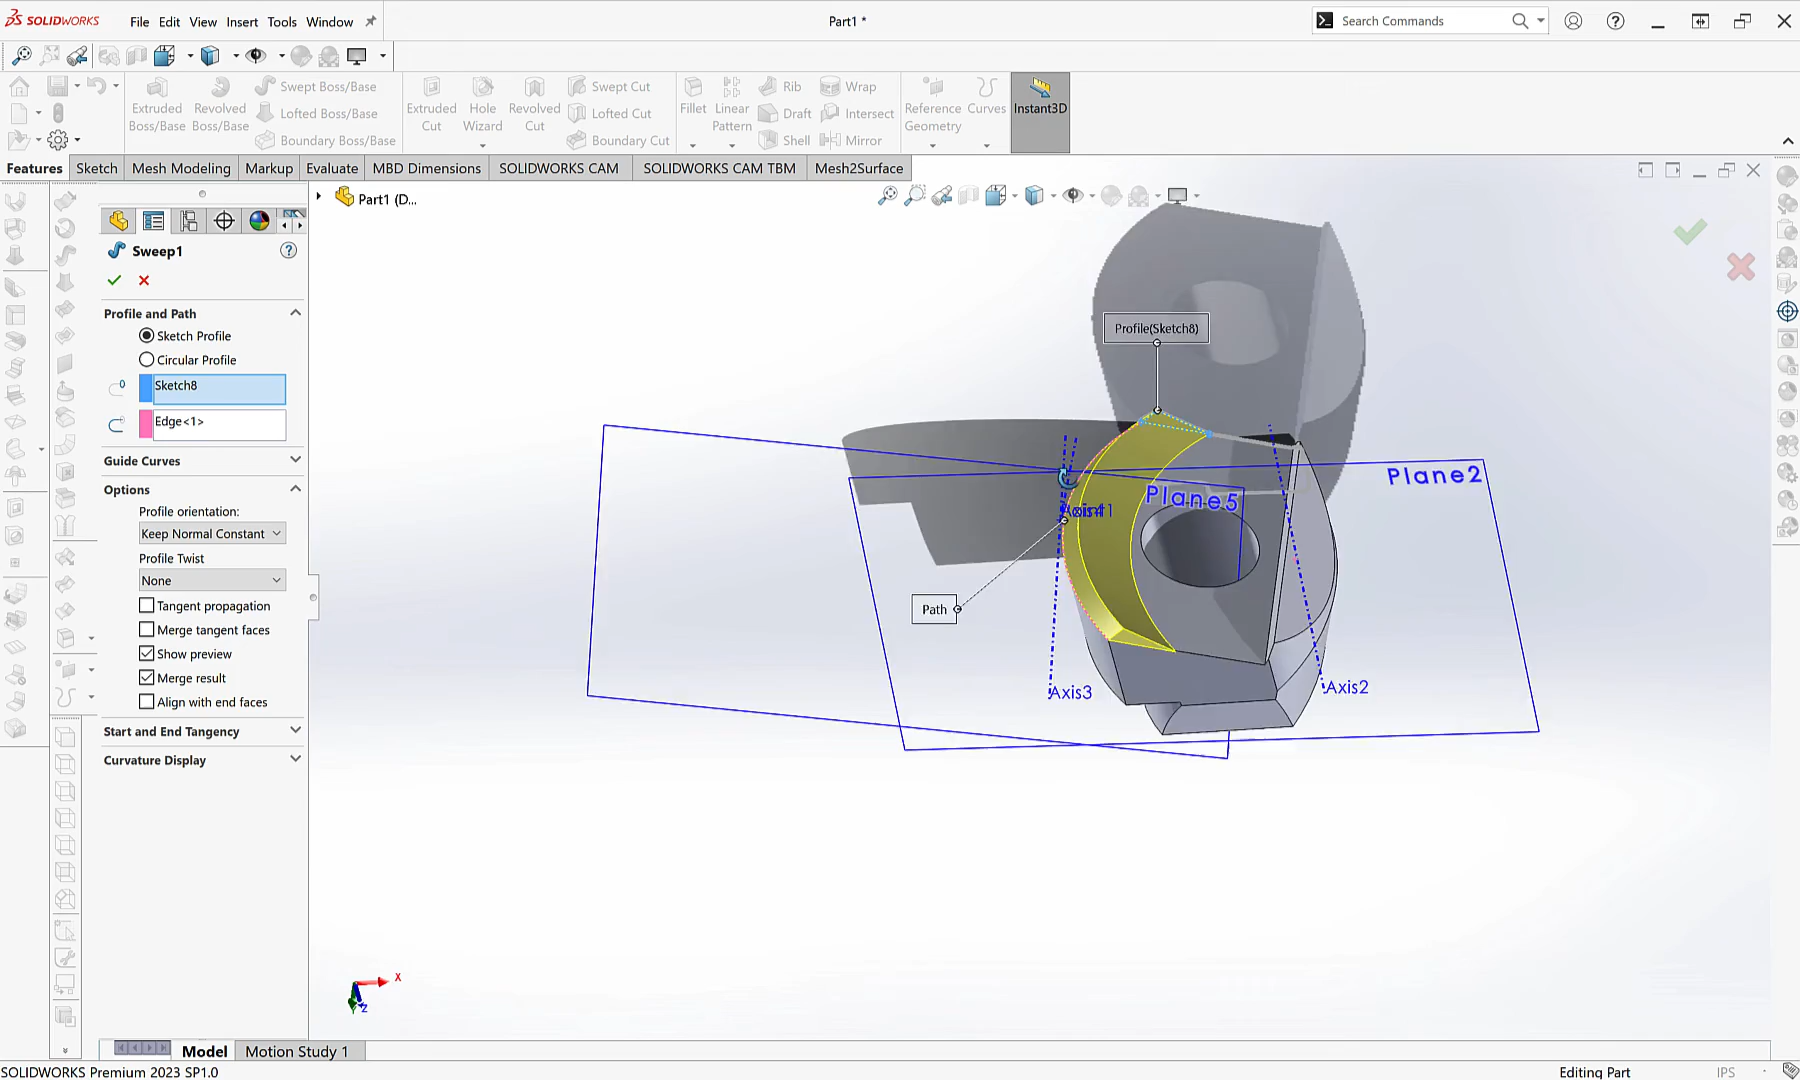 SOLIDWORKS File Edit View Insert Tools Window Part1 * Search Commands
Extruded Boss/Base
Revolved Boss/Base
Swept Boss/Base
Lofted Boss/Base
Boundary Boss/Base
Extruded Cut
Hole Wizard
Revolved Cut
Swept Cut
Lofted Cut
Boundary Cut
Fillet
Linear Pattern
Rib
Draft
Shell
Wrap
Intersect
Mirror
Reference Geometry
Curves
Instant3D
Features Sketch Mesh Modeling Markup Evaluate MBD Dimensions SOLIDWORKS CAM SOLIDWORKS CAM TBM Mesh2Surface
Part1 (D...
Sweep1
Profile and Path
Sketch Profile
Circular Profile
Sketch8
Edge<1>
Guide Curves
Options
Profile orientation:
Keep Normal Constant
Profile Twist
None
Tangent propagation
Merge tangent faces
Show preview
Merge result
Align with end faces
Start and End Tangency
Curvature Display
Profile(Sketch8)
Plane2
Plane5
Path
Axis3
Axis2
X
Z
Model Motion Study 1
SOLIDWORKS Premium 2023 SP1.0 Editing Part IPS